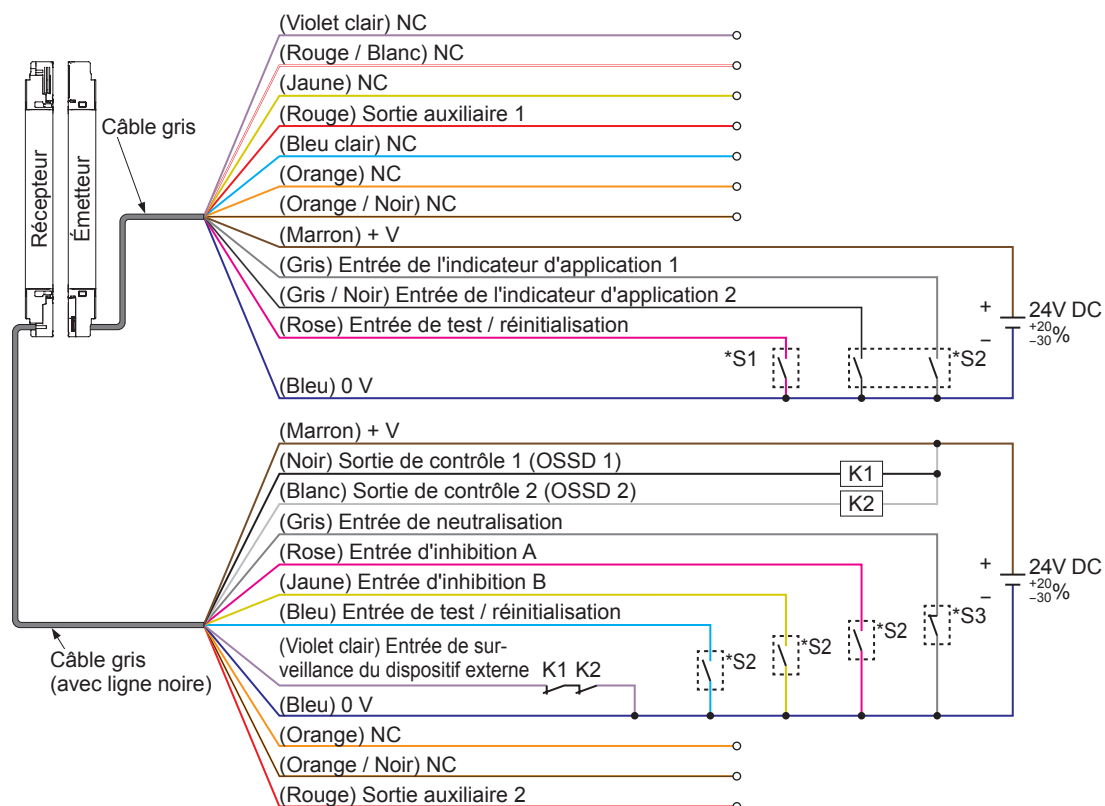 (Violet clair) NC
(Rouge / Blanc) NC
(Jaune) NC
(Rouge) Sortie auxiliaire 1
(Bleu clair) NC
(Orange) NC
(Orange / Noir) NC
(Marron) + V
(Gris) Entrée de l'indicateur d'application 1
(Gris / Noir) Entrée de l'indicateur d'application 2
(Rose) Entrée de test / réinitialisation
(Bleu) 0 V
Câble gris
Récepteur
Émetteur
*S1
*S2
+
−
24V DC
+20
−30 %
(Marron) + V
(Noir) Sortie de contrôle 1 (OSSD 1)
(Blanc) Sortie de contrôle 2 (OSSD 2)
(Gris) Entrée de neutralisation
(Rose) Entrée d'inhibition A
(Jaune) Entrée d'inhibition B
(Bleu) Entrée de test / réinitialisation
(Violet clair) Entrée de sur-
veillance du dispositif externe
K1 K2
(Bleu) 0 V
(Orange) NC
(Orange / Noir) NC
(Rouge) Sortie auxiliaire 2
K1
K2
*S2
*S2
*S2
*S3
+
−
24V DC
+20
−30 %
Câble gris
(avec ligne noire)